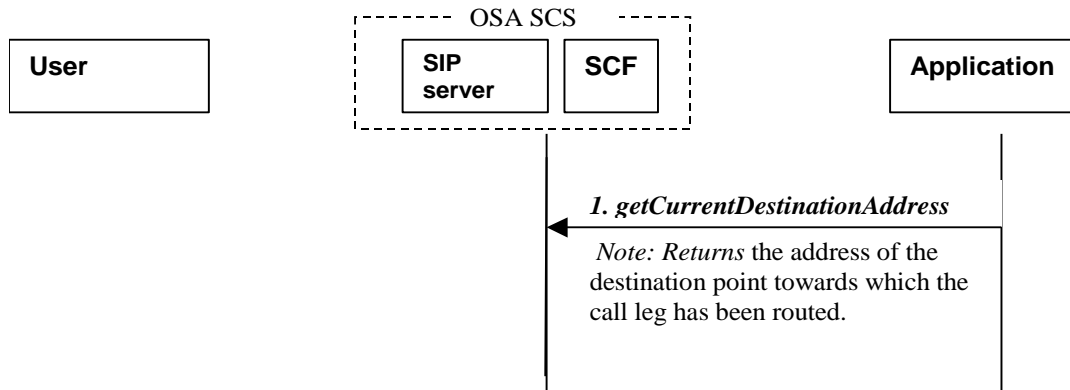 OSA SCS
User
SIP
server
SCF
Application
1. getCurrentDestinationAddress
Note: Returns the address of the
destination point towards which the
call leg has been routed.